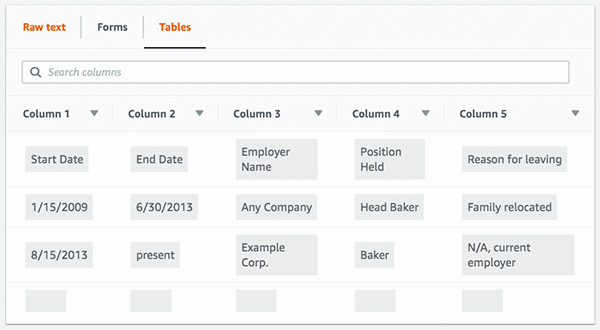 Raw text Forms Tables
Search columns
Column 1 Column 2 Column 3 Column 4 Column 5
Start Date End Date Employer Name Position Held Reason for leaving
1/15/2009 6/30/2013 Any Company Head Baker Family relocated
8/15/2013 present Example Corp. Baker N/A, current employer